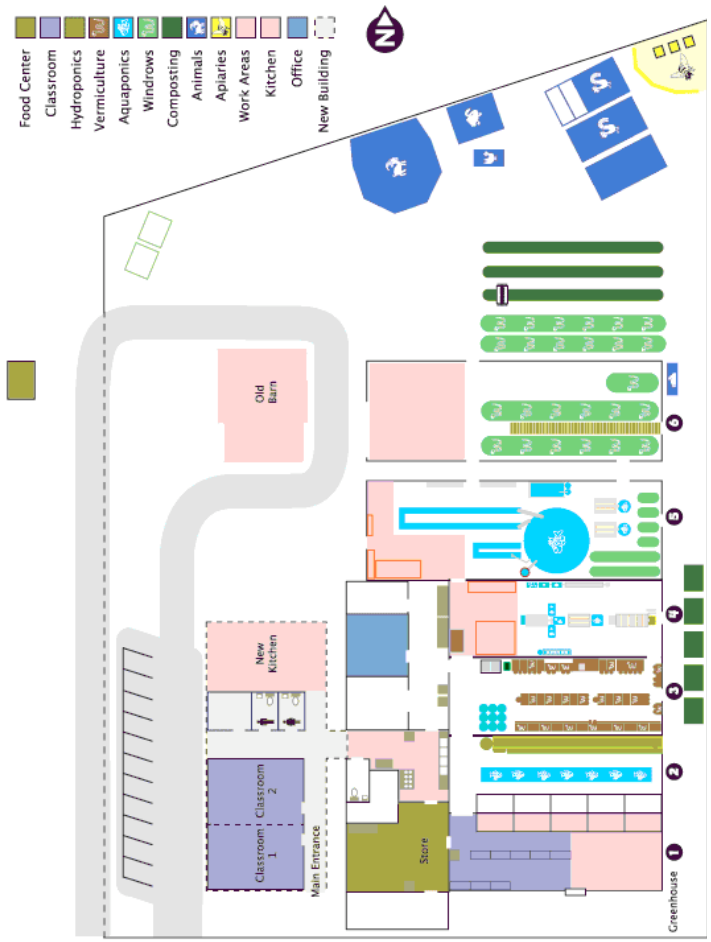 Food Center
Classroom
Hydroponics
Vermiculture
Aquaponics
Windrows
Composting
Animals
Apiaries
Work Areas
Kitchen
Office
New Building
N
Old
Barn
New
Kitchen
Classroom
2
Classroom
1
Main Entrance
Store
Greenhouse
1
2
3
4
5
6